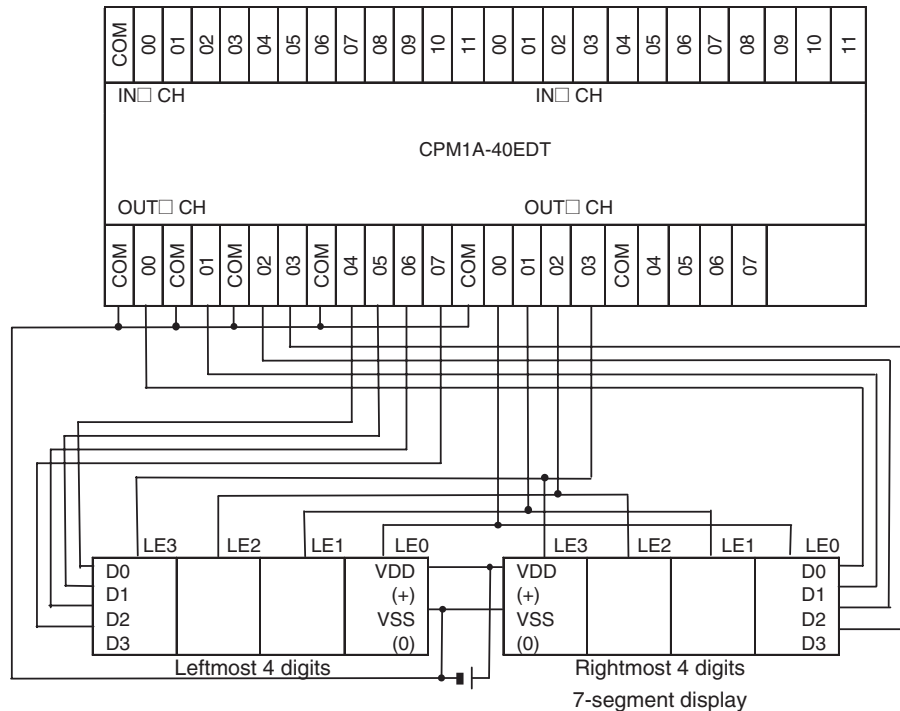 COM 00 01 02 03 04 05 06 07 08 09 10 11 00 01 02 03 04 05 06 07 08 09 10 11
IN□ CH IN□ CH
CPM1A-40EDT
OUT□ CH OUT□ CH
COM 00 COM 01 COM 02 03 COM 04 05 06 07 COM 00 01 02 03 COM 04 05 06 07
LE3 LE2 LE1 LE0 LE3 LE2 LE1 LE0
D0 VDD VDD D0
D1 (+) (+) D1
D2 VSS VSS D2
D3 (0) (0) D3
Leftmost 4 digits Rightmost 4 digits
7-segment display